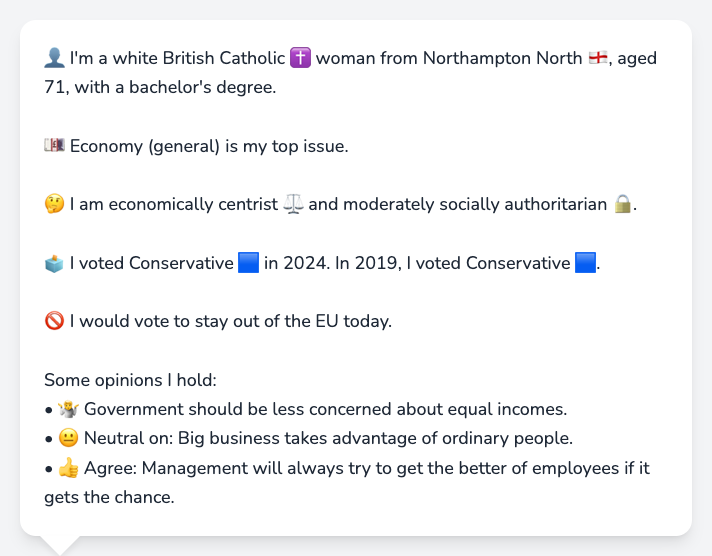 👤 I'm a white British Catholic ✝️ woman from Northampton North 🏴󠁧󠁢󠁥󠁮󠁧󠁿, aged
71, with a bachelor's degree.
💷 Economy (general) is my top issue.
🤔 I am economically centrist ⚖️ and moderately socially authoritarian 🔒.
🗳️ I voted Conservative 🟦 in 2024. In 2019, I voted Conservative 🟦.
🚫 I would vote to stay out of the EU today.
Some opinions I hold:
• 🤷 Government should be less concerned about equal incomes.
• 😐 Neutral on: Big business takes advantage of ordinary people.
• 👍 Agree: Management will always try to get the better of employees if it
gets the chance.